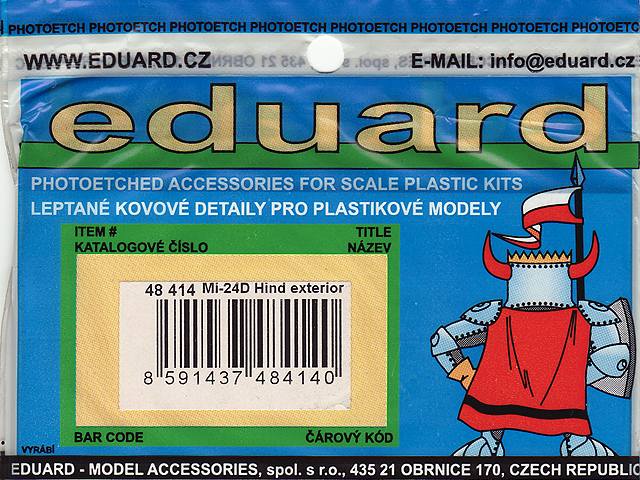 PHOTOETCH PHOTOETCH PHOTOETCH PHOTOETCH PHOTOETCH PHOTOETCH PHOTOETCH PHOTOETCH PHOTOETCH
WWW.EDUARD.CZ E-MAIL: info@eduard.cz
eduard
PHOTOETCHED ACCESSORIES FOR SCALE PLASTIC KITS
LEPTANÉ KOVOVÉ DETAILY PRO PLASTIKOVÉ MODELY
ITEM # TITLE
KATALOGOVÉ ČÍSLO NÁZEV
48 414 Mi-24D Hind exterior
8 591437 484140
BAR CODE ČÁROVÝ KÓD
VYRÁBÍ
EDUARD - MODEL ACCESSORIES, spol. s r.o., 435 21 OBRNICE 170, CZECH REPUBLIC